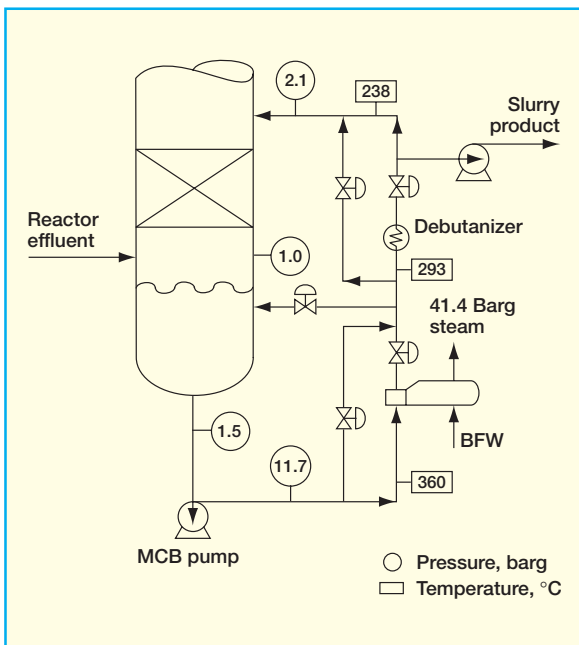 2.1
238
Slurry
product
Reactor
effluent
Debutanizer
1.0
293
41.4 Barg
steam
BFW
1.5
11.7
360
MCB pump
Pressure, barg
Temperature, °C